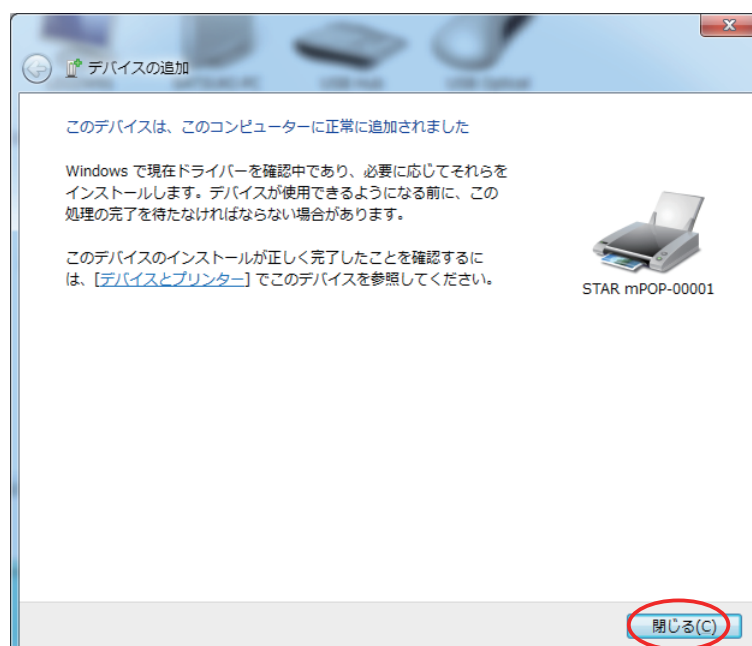 デバイスの追加
このデバイスは、このコンピューターに正常に追加されました
Windows で現在ドライバーを確認中であり、必要に応じてそれらを
インストールします。デバイスが使用できるようになる前に、この
処理の完了を待たなければならない場合があります。
このデバイスのインストールが正しく完了したことを確認するに
は、[デバイスとプリンター] でこのデバイスを参照してください。
STAR mPOP-00001
閉じる(C)